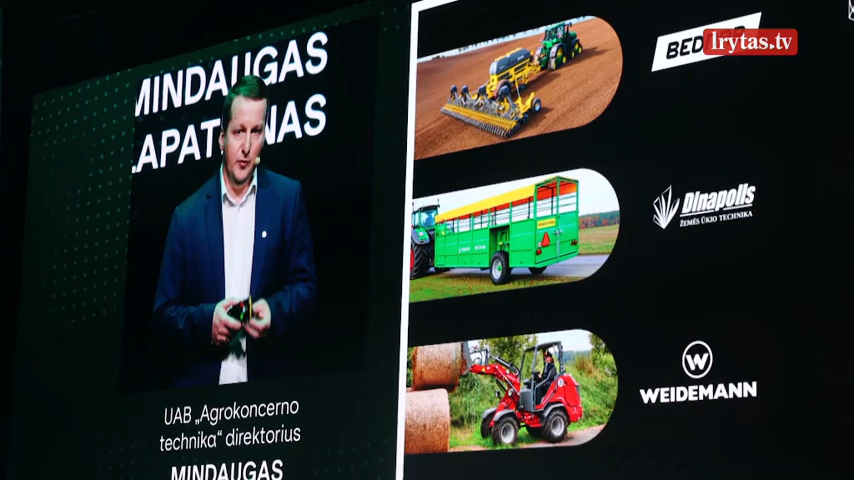 MINDAUGAS
UAB „Agrokoncerno
technika“ direktorius
MINDAUGAS
lrytas.tv
DInapolis
ŽEMĖS ŪKIO TECHNIKA
W
WEIDEMANN